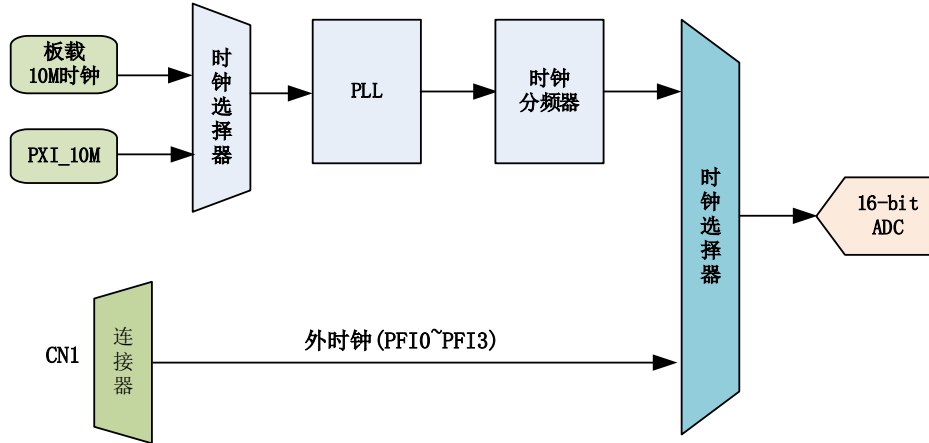 板载
10M时钟
PXI_10M
时钟选择器
PLL
时钟
分频器
时钟选择器
16-bit
ADC
CN1
连接器
外时钟(PFI0~PFI3)